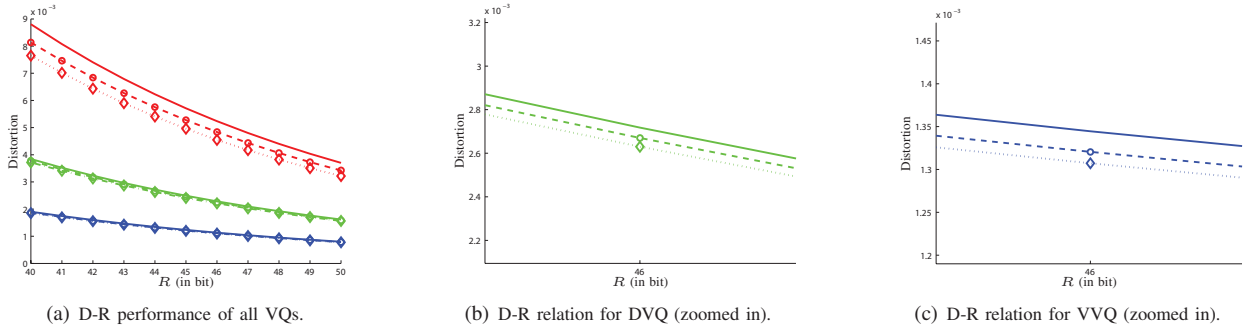 x 10⁻³
9
8
7
6
5
4
3
2
1
0
Distortion
40 41 42 43 44 45 46 47 48 49 50
R (in bit)
(a) D-R performance of all VQs.
x 10⁻³
3.2
3
2.8
2.6
2.4
2.2
Distortion
46
R (in bit)
(b) D-R relation for DVQ (zoomed in).
x 10⁻³
1.45
1.4
1.35
1.3
1.25
1.2
Distortion
46
R (in bit)
(c) D-R relation for VVQ (zoomed in).